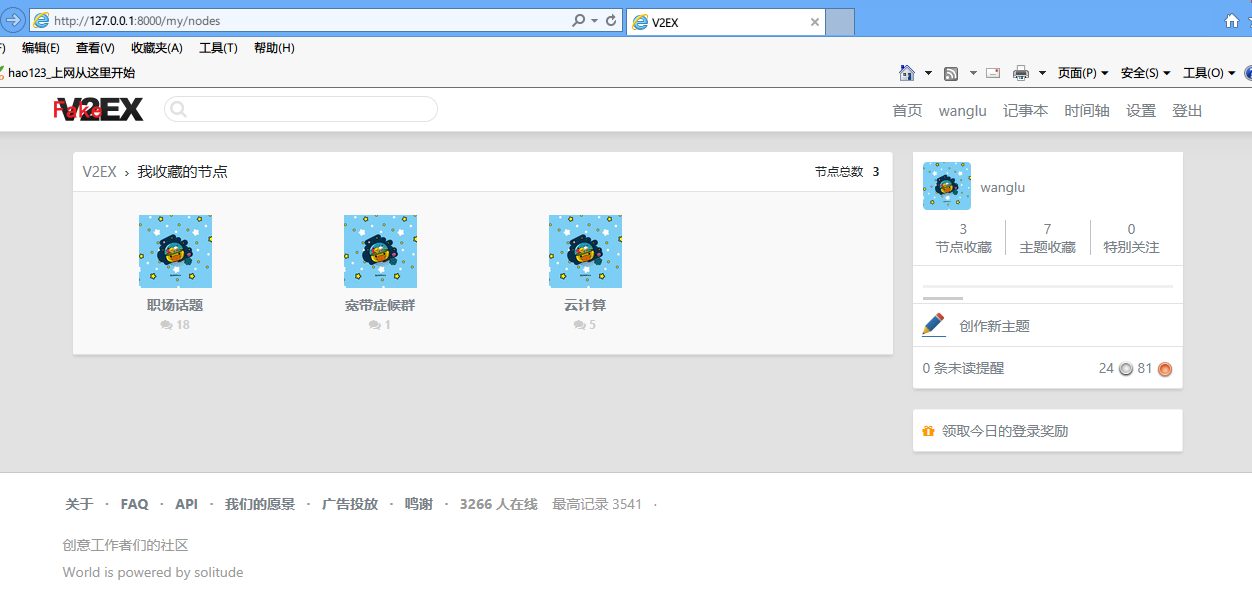 http://127.0.0.1:8000/my/nodes
V2EX
编辑(E) 查看(V) 收藏夹(A) 工具(T) 帮助(H)
hao123_上网从这里开始
页面(P) 安全(S) 工具(O)
Fake V2EX
首页 wanglu 记事本 时间轴 设置 登出
V2EX › 我收藏的节点
节点总数 3
职场话题 宽带症候群 云计算
18 1 5
wanglu
3 7 0
节点收藏 主题收藏 特别关注
创作新主题
0 条未读提醒 24 81
领取今日的登录奖励
关于 · FAQ · API · 我们的愿景 · 广告投放 · 鸣谢 · 3266 人在线 最高记录 3541 ·
创意工作者们的社区
World is powered by solitude